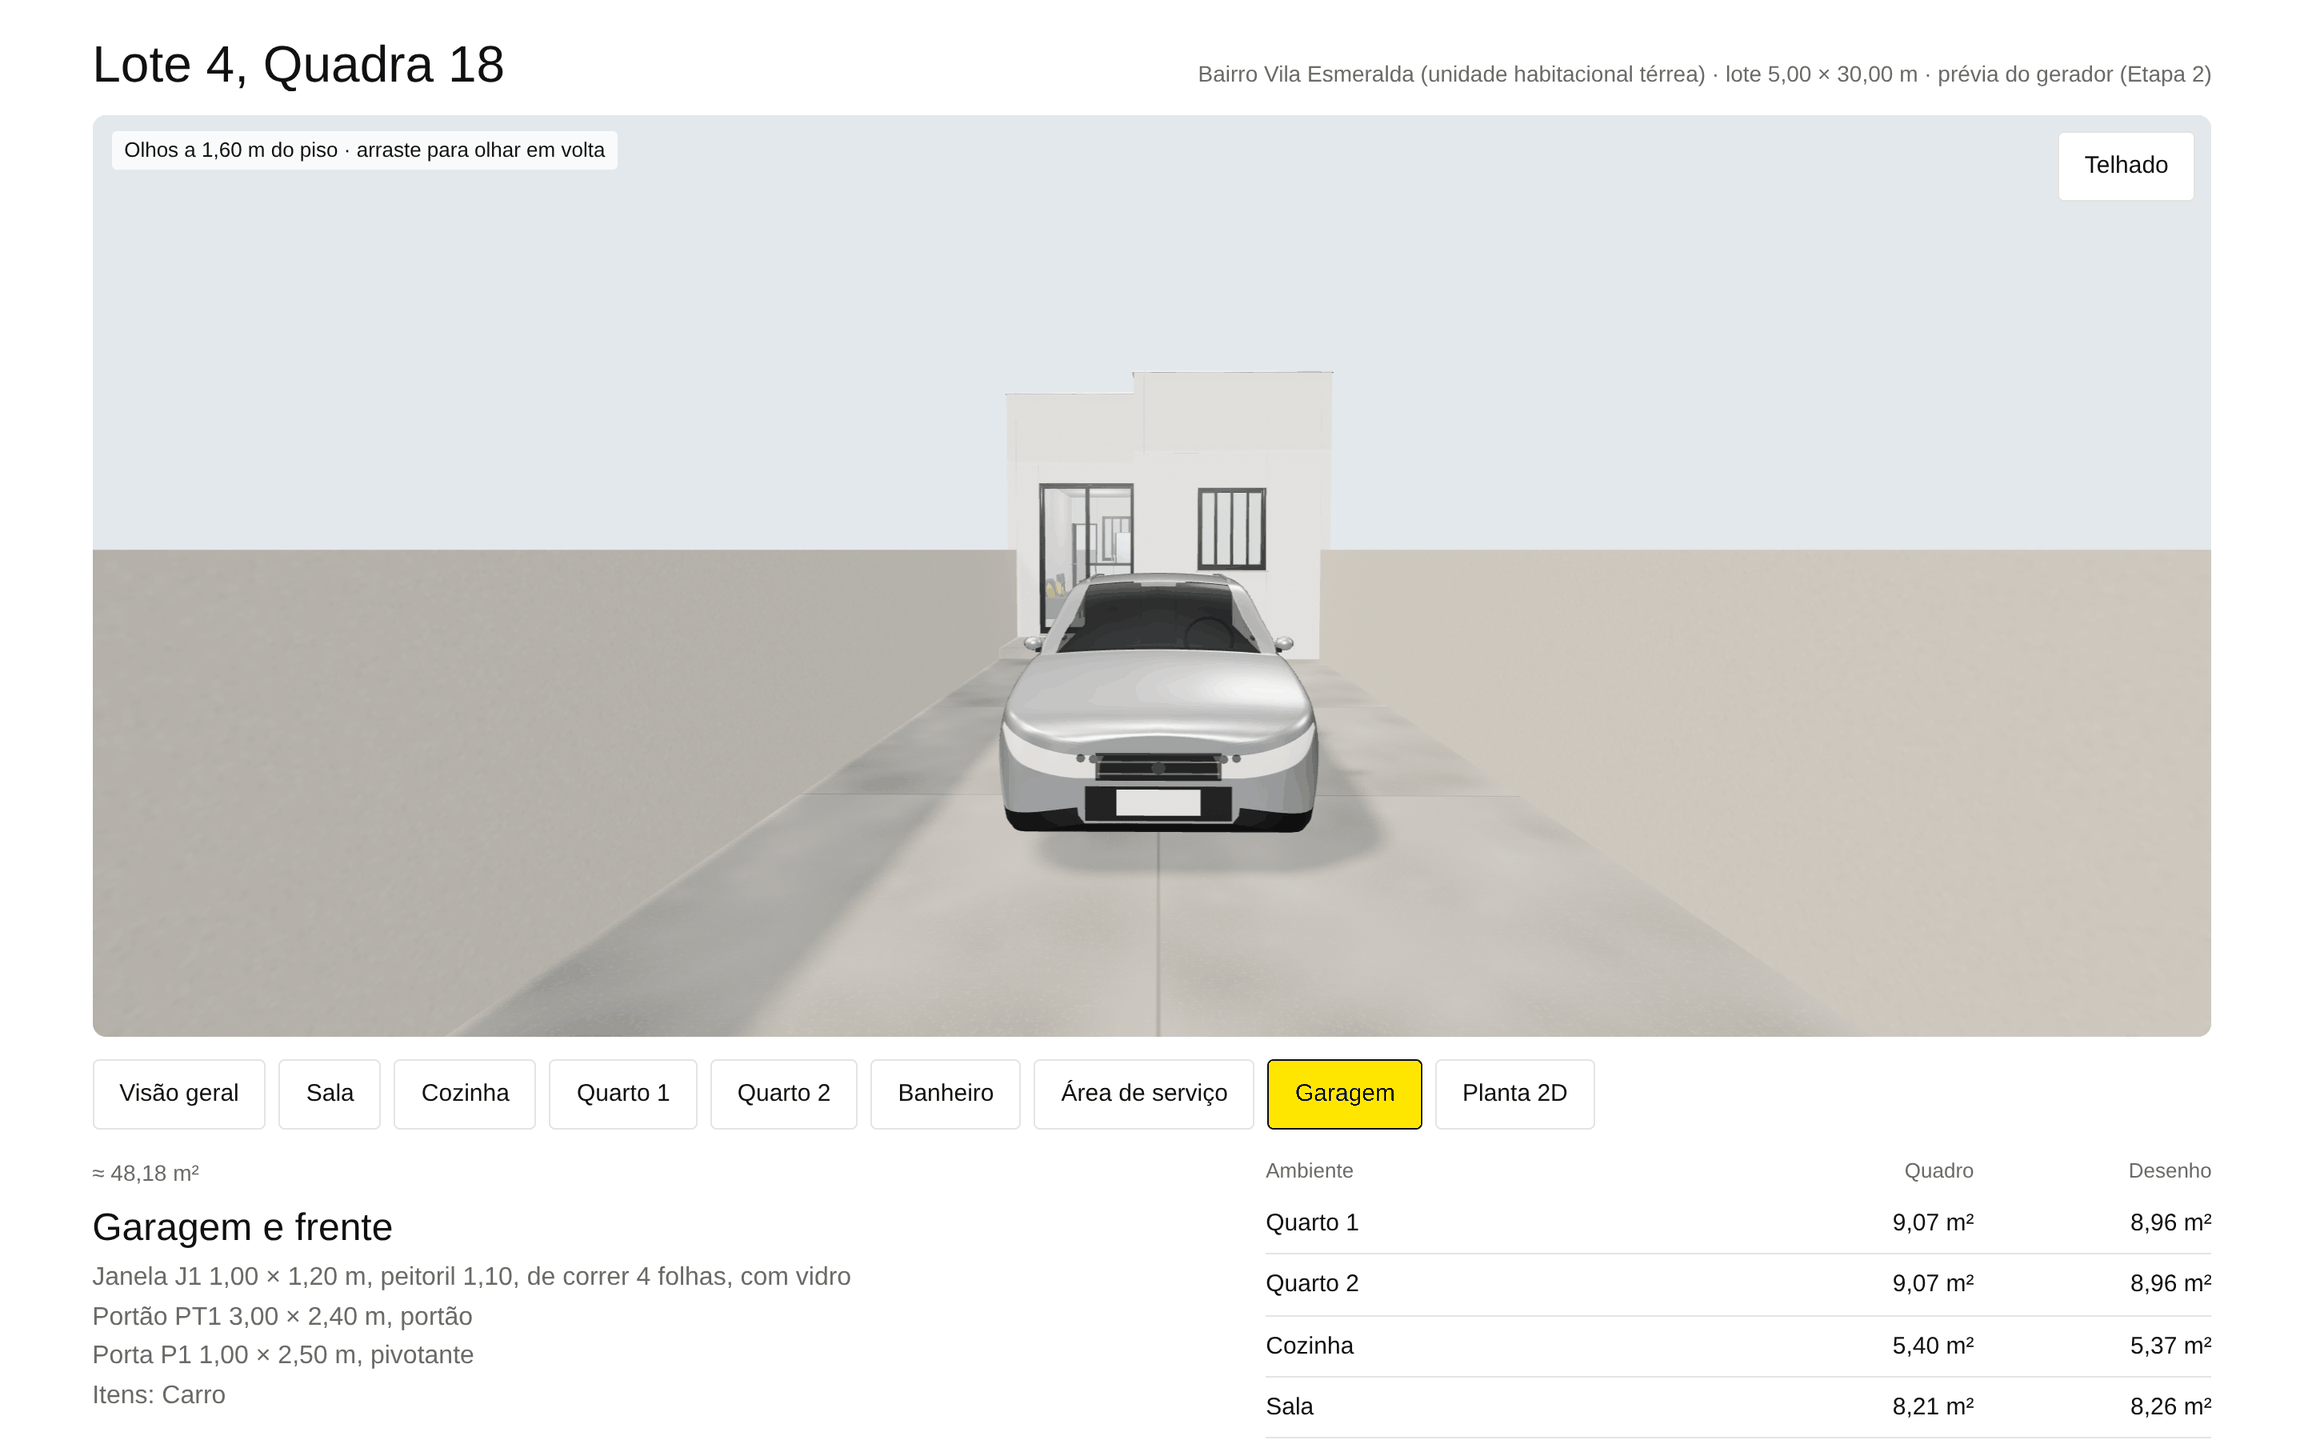 Lote 4, Quadra 18
Bairro Vila Esmeralda (unidade habitacional térrea) · lote 5,00 × 30,00 m · prévia do gerador (Etapa 2)
Olhos a 1,60 m do piso · arraste para olhar em volta
Telhado
Visão geral
Sala
Cozinha
Quarto 1
Quarto 2
Banheiro
Área de serviço
Garagem
Planta 2D
≈ 48,18 m²
Garagem e frente
Janela J1 1,00 × 1,20 m, peitoril 1,10, de correr 4 folhas, com vidro
Portão PT1 3,00 × 2,40 m, portão
Porta P1 1,00 × 2,50 m, pivotante
Itens: Carro
Ambiente Quadro Desenho
Quarto 1 9,07 m² 8,96 m²
Quarto 2 9,07 m² 8,96 m²
Cozinha 5,40 m² 5,37 m²
Sala 8,21 m² 8,26 m²